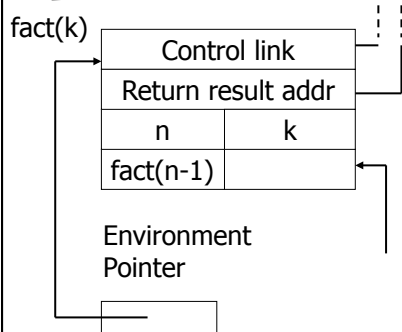 fact(k)
Control link
Return result addr
n k
fact(n-1)
Environment
Pointer